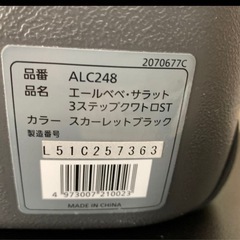 2070677C
品番 ALC248
品名 エールベベ・サラット
3ステップクワトロST
カラー スカーレットブラック
製造番号
L51C257363
4 973007 210023
MADE IN CHINA